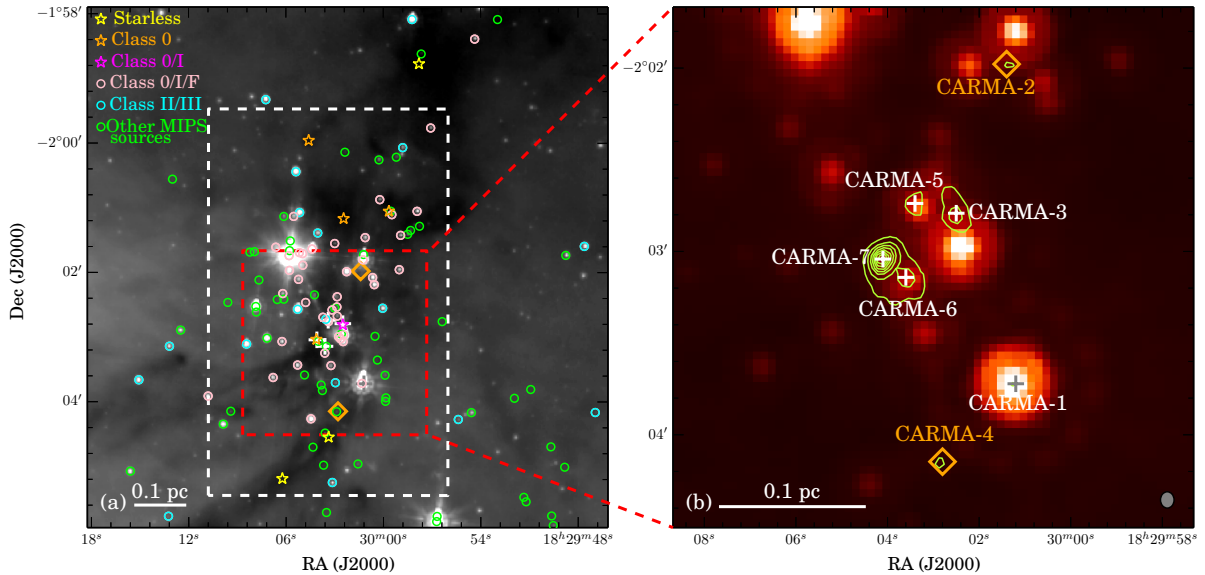 Starless
Class 0
Class 0/I
Class 0/I/F
Class II/III
Other MIPS
sources
−1°58′
−2°00′
02′
04′
Dec (J2000)
(a)
0.1 pc
18ˢ
12ˢ
06ˢ
30ᵐ00ˢ
54ˢ
18ʰ29ᵐ48ˢ
RA (J2000)
−2°02′
03′
04′
CARMA-2
CARMA-5
CARMA-3
CARMA-7
CARMA-6
CARMA-1
CARMA-4
(b)
0.1 pc
08ˢ
06ˢ
04ˢ
02ˢ
30ᵐ00ˢ
18ʰ29ᵐ58ˢ
RA (J2000)